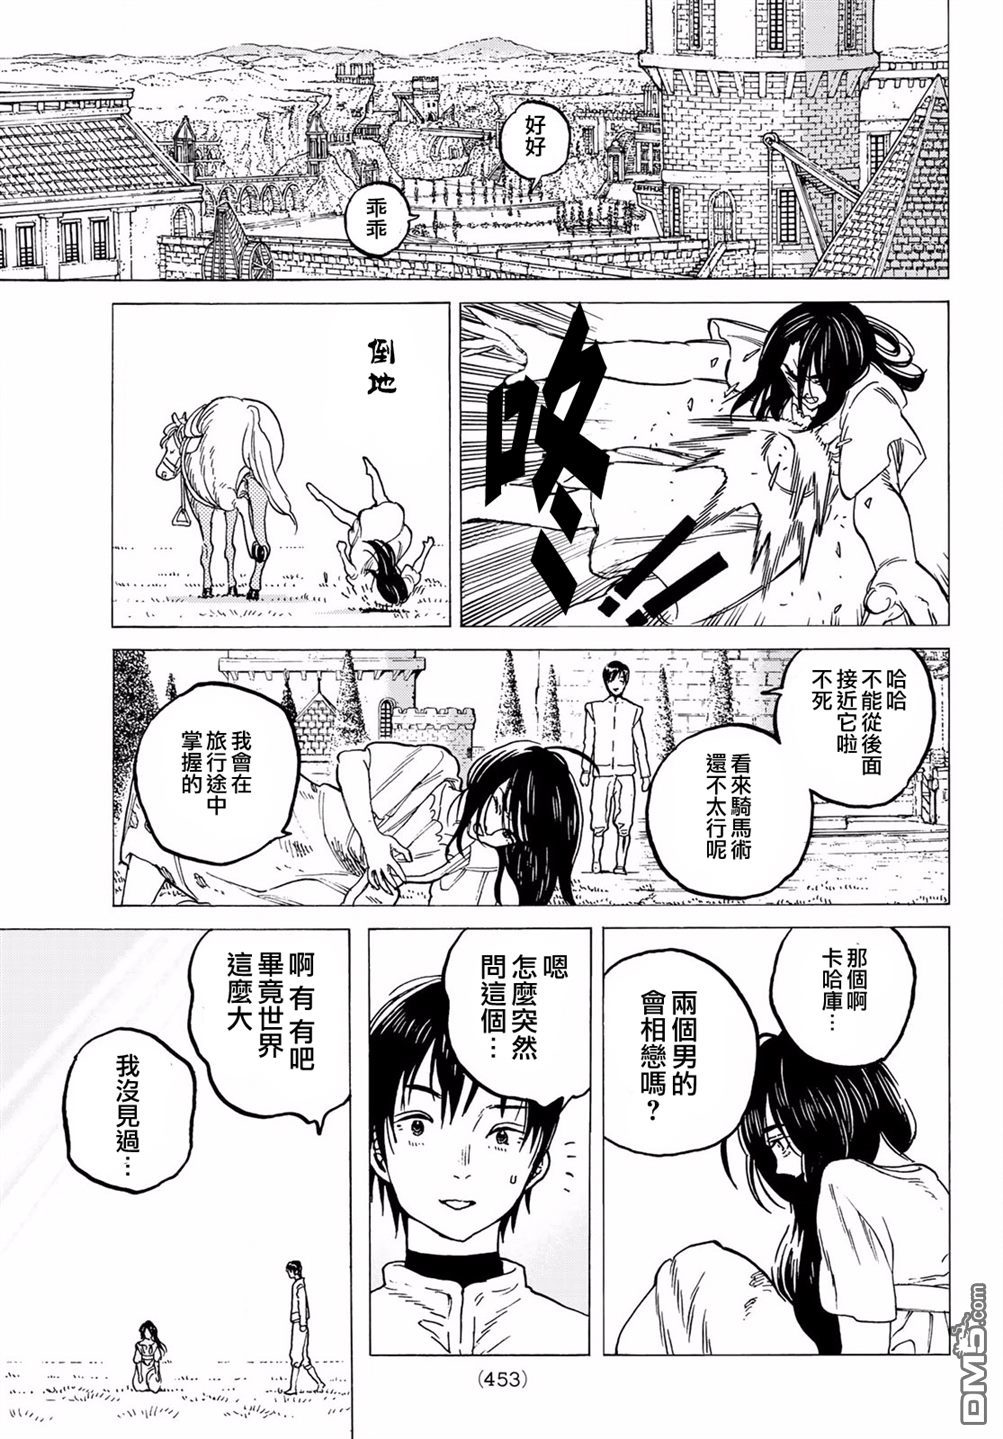 好好
乖乖
咚!!
倒地
哈哈
不能從後面
接近它啦
不死
看來騎馬術
還不太行呢
我會在
旅行途中
掌握的
那個啊
卡哈庫…
兩個男的
會相戀嗎?
嗯
怎麼突然
問這個…
啊 有有吧
畢竟世界
這麼大
我沒見過…
(453)
DM5.com